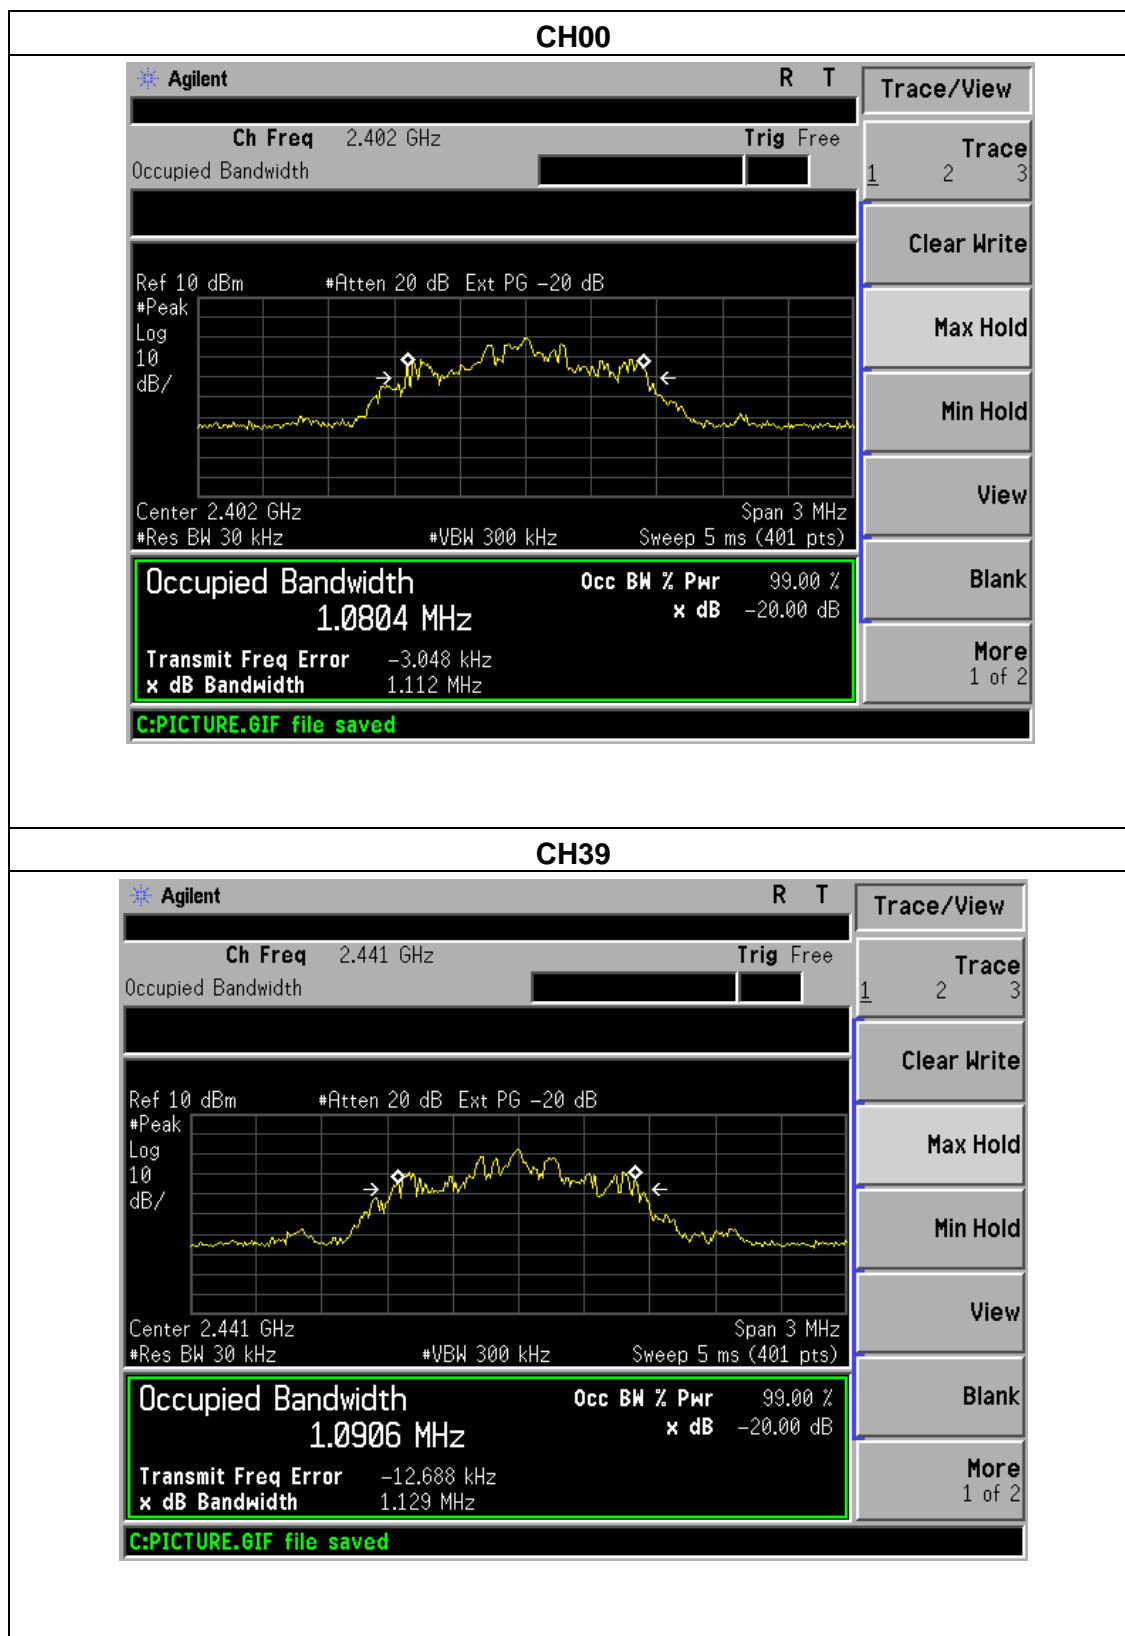 CH00
Agilent R T
Trace/View
Ch Freq 2.402 GHz Trig Free
Occupied Bandwidth
Trace
1 2 3
Clear Write
Max Hold
Min Hold
View
Blank
More
1 of 2
Ref 10 dBm #Atten 20 dB Ext PG -20 dB
#Peak
Log
10
dB/
Center 2.402 GHz Span 3 MHz
#Res BW 30 kHz #VBW 300 kHz Sweep 5 ms (401 pts)
Occupied Bandwidth Occ BW % Pwr 99.00 %
1.0804 MHz x dB -20.00 dB
Transmit Freq Error -3.048 kHz
x dB Bandwidth 1.112 MHz
C:PICTURE.GIF file saved
CH39
Agilent R T
Trace/View
Ch Freq 2.441 GHz Trig Free
Occupied Bandwidth
Trace
1 2 3
Clear Write
Max Hold
Min Hold
View
Blank
More
1 of 2
Ref 10 dBm #Atten 20 dB Ext PG -20 dB
#Peak
Log
10
dB/
Center 2.441 GHz Span 3 MHz
#Res BW 30 kHz #VBW 300 kHz Sweep 5 ms (401 pts)
Occupied Bandwidth Occ BW % Pwr 99.00 %
1.0906 MHz x dB -20.00 dB
Transmit Freq Error -12.688 kHz
x dB Bandwidth 1.129 MHz
C:PICTURE.GIF file saved